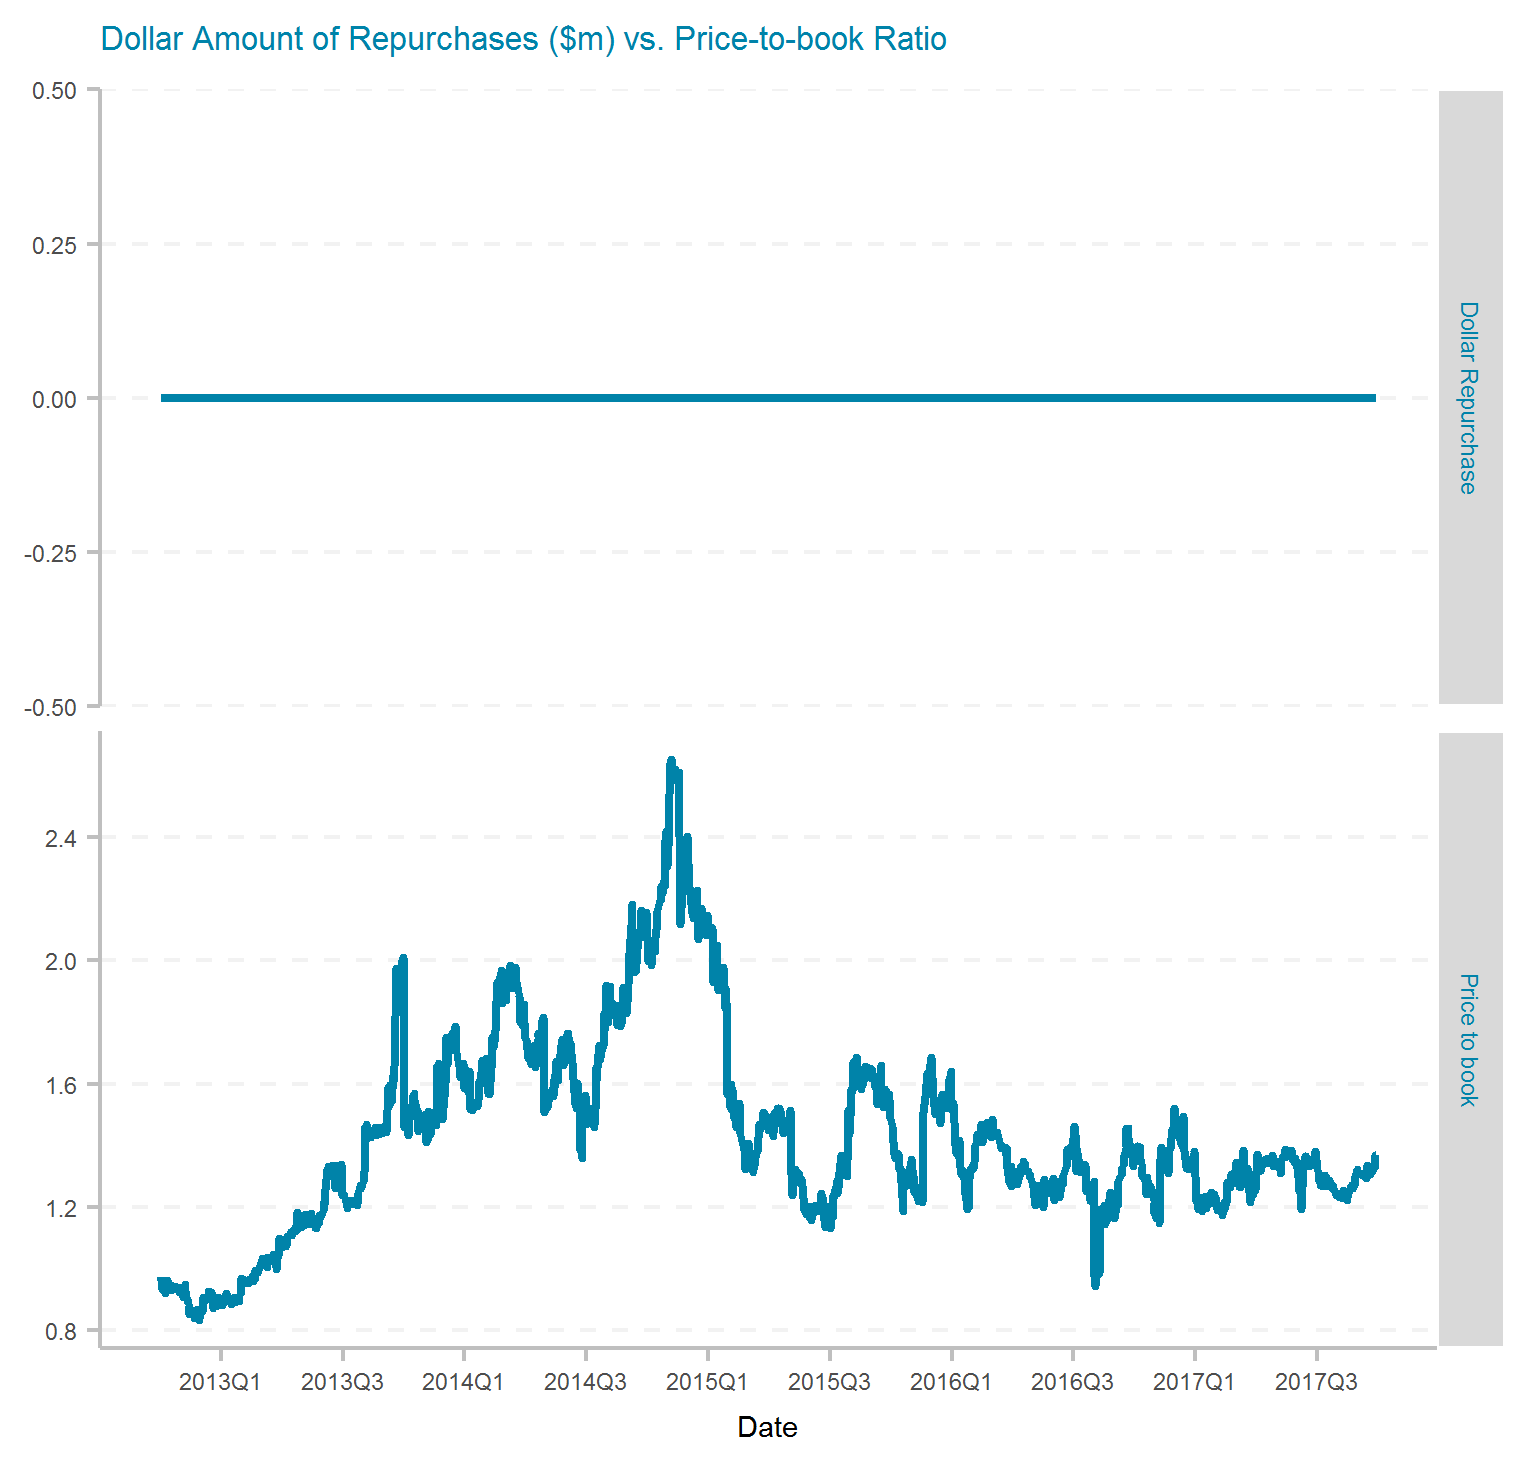 Dollar Amount of Repurchases ($m) vs. Price-to-book Ratio
0.50
0.25
0.00
-0.25
-0.50
Dollar Repurchase
2.4
2.0
1.6
1.2
0.8
Price to book
2013Q1 2013Q3 2014Q1 2014Q3 2015Q1 2015Q3 2016Q1 2016Q3 2017Q1 2017Q3
Date